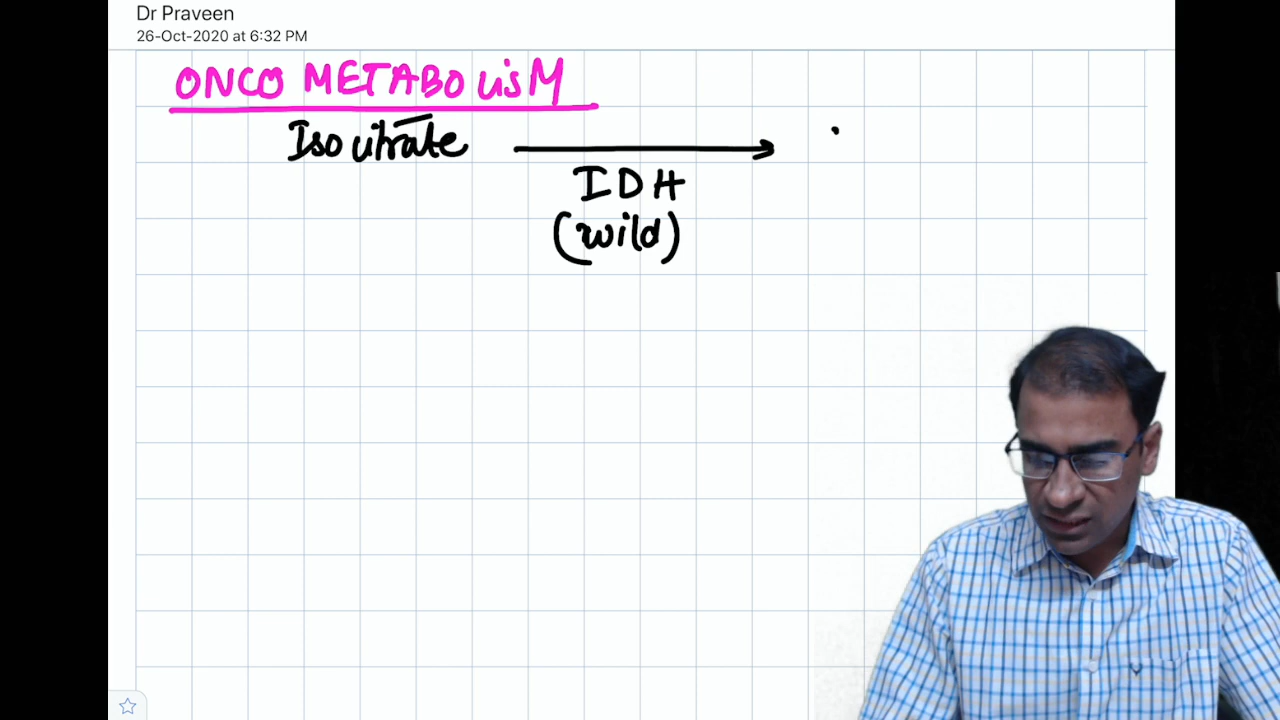 Dr Praveen
26-Oct-2020 at 6:32 PM
ONCO METABOLISM
Isocitrate
IDH
(wild)